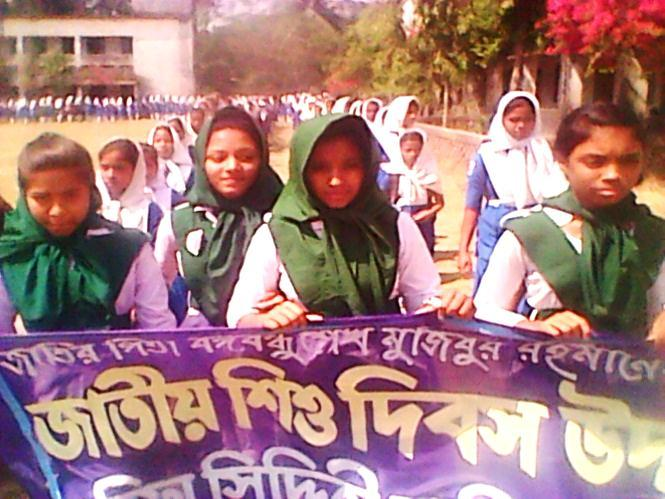 জাতির পিতা বঙ্গবন্ধু শেখ মুজিবুর রহমানের
জাতীয় শিশু দিবস উদ
সিদ্দিকী